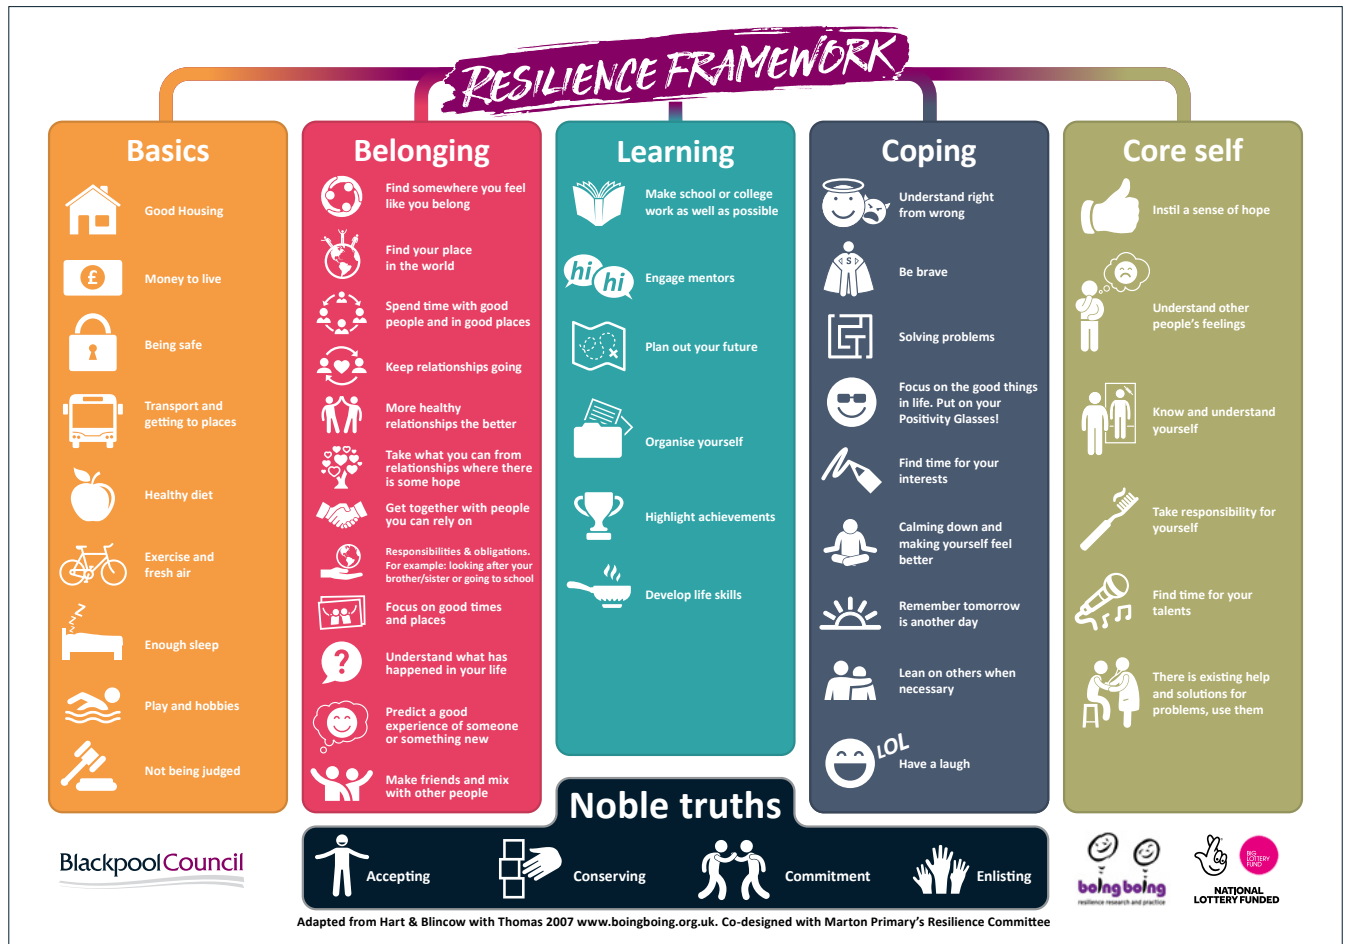 RESILIENCE FRAMEWORK
Basics
Good Housing
£
Money to live
Being safe
Transport and
getting to places
Healthy diet
Exercise and
fresh air
z
z
z
Enough sleep
Play and hobbies
Not being judged
Belonging
Find somewhere you feel
like you belong
Find your place
in the world
Spend time with good
people and in good places
Keep relationships going
More healthy
relationships the better
Take what you can from
relationships where there
is some hope
Get together with people
you can rely on
Responsibilities & obligations.
For example: looking after your
brother/sister or going to school
Focus on good times
and places
?
Understand what has
happened in your life
Predict a good
experience of someone
or something new
Make friends and mix
with other people
Learning
Make school or college
work as well as possible
hi hi
Engage mentors
Plan out your future
Organise yourself
Highlight achievements
Develop life skills
Coping
Understand right
from wrong
S
Be brave
Solving problems
Focus on the good things
in life. Put on your
Positivity Glasses!
Find time for your
interests
Calming down and
making yourself feel
better
Remember tomorrow
is another day
Lean on others when
necessary
LOL
Have a laugh
Core self
Instil a sense of hope
Understand other
people's feelings
Know and understand
yourself
Take responsibility for
yourself
Find time for your
talents
There is existing help
and solutions for
problems, use them
Noble truths
Accepting
Conserving
Commitment
Enlisting
BlackpoolCouncil
boingboing
resilience research and practice
BIG
LOTTERY
FUND
NATIONAL
LOTTERY FUNDED
Adapted from Hart & Blincow with Thomas 2007 www.boingboing.org.uk. Co-designed with Marton Primary's Resilience Committee